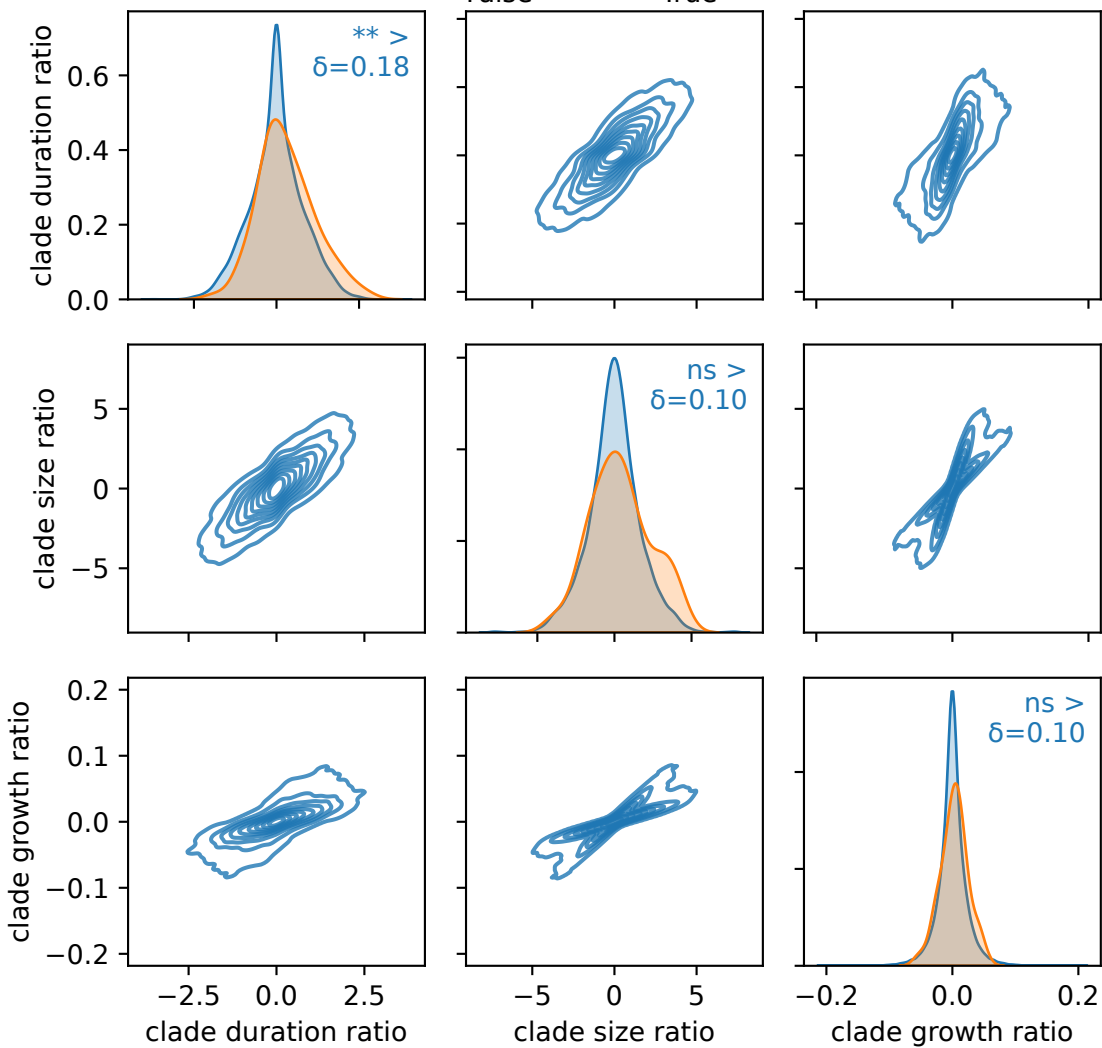 clade duration ratio
0.6
0.4
0.2
0.0
** >
δ=0.18
clade size ratio
5
0
−5
ns >
δ=0.10
clade growth ratio
0.2
0.1
0.0
−0.1
−0.2
ns >
δ=0.10
−2.5 0.0 2.5
clade duration ratio
−5 0 5
clade size ratio
−0.2 0.0 0.2
clade growth ratio